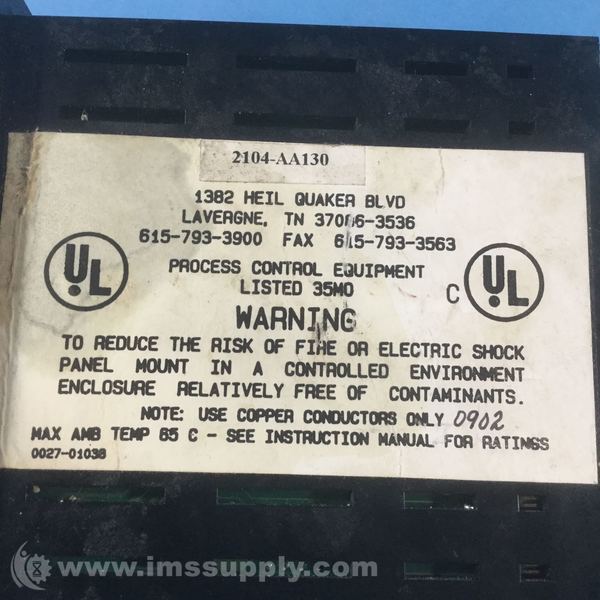 2104-AA130
1382 HEIL QUAKER BLVD
LAVERGNE, TN 37086-3536
615-793-3900 FAX 615-793-3563
PROCESS CONTROL EQUIPMENT
LISTED 35M0
UL
C UL
WARNING
TO REDUCE THE RISK OF FIRE OR ELECTRIC SHOCK
PANEL MOUNT IN A CONTROLLED ENVIRONMENT
ENCLOSURE RELATIVELY FREE OF CONTAMINANTS.
NOTE: USE COPPER CONDUCTORS ONLY 0902
MAX AMB TEMP 65 C - SEE INSTRUCTION MANUAL FOR RATINGS
0027-01038
www.imssupply.com